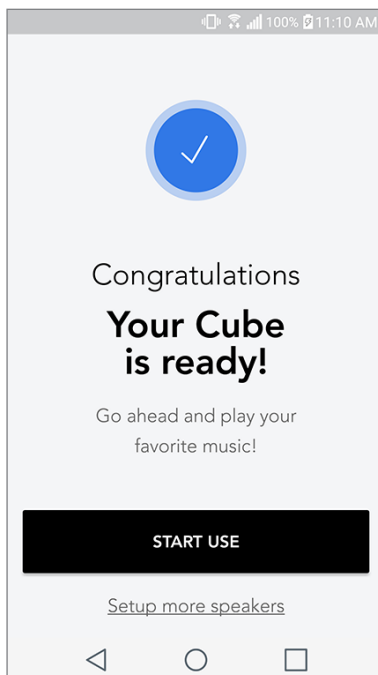 100% 11:10 AM
Congratulations
Your Cube
is ready!
Go ahead and play your
favorite music!
START USE
Setup more speakers